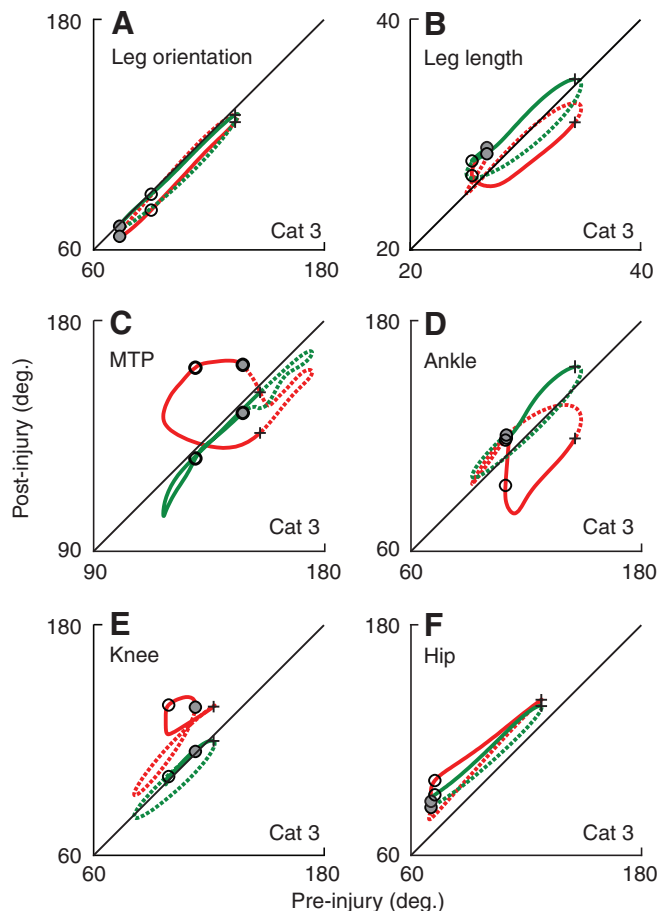 A
180
Leg orientation
Cat 3
60
60
180
B
40
Leg length
Cat 3
20
20
40
C
180
MTP
Cat 3
90
90
180
D
180
Ankle
Cat 3
60
60
180
E
180
Knee
Cat 3
60
60
180
F
180
Hip
Cat 3
60
60
180
Post-injury (deg.)
Pre-injury (deg.)